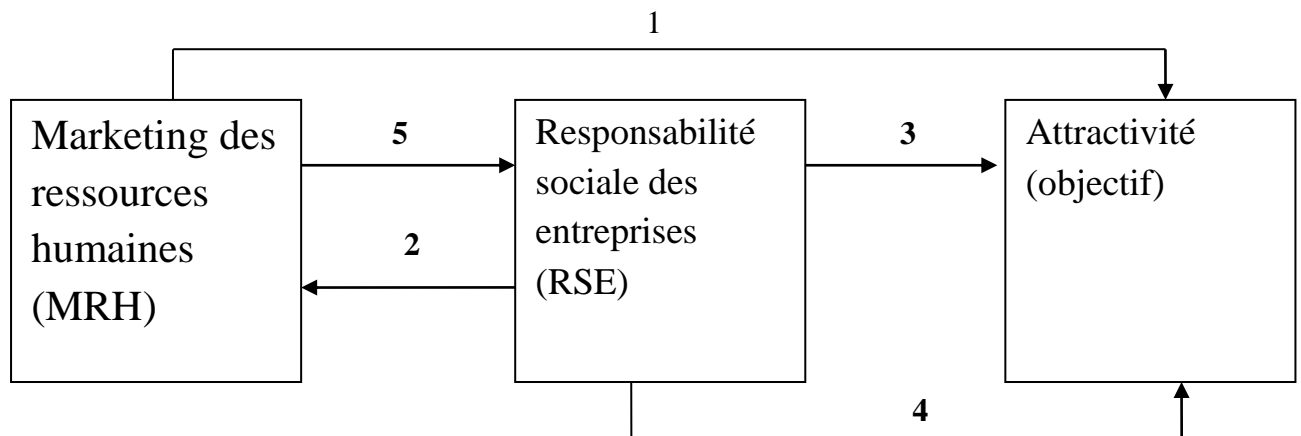 1
Marketing des
ressources
humaines
(MRH)
5
2
Responsabilité
sociale des
entreprises
(RSE)
3
Attractivité
(objectif)
4